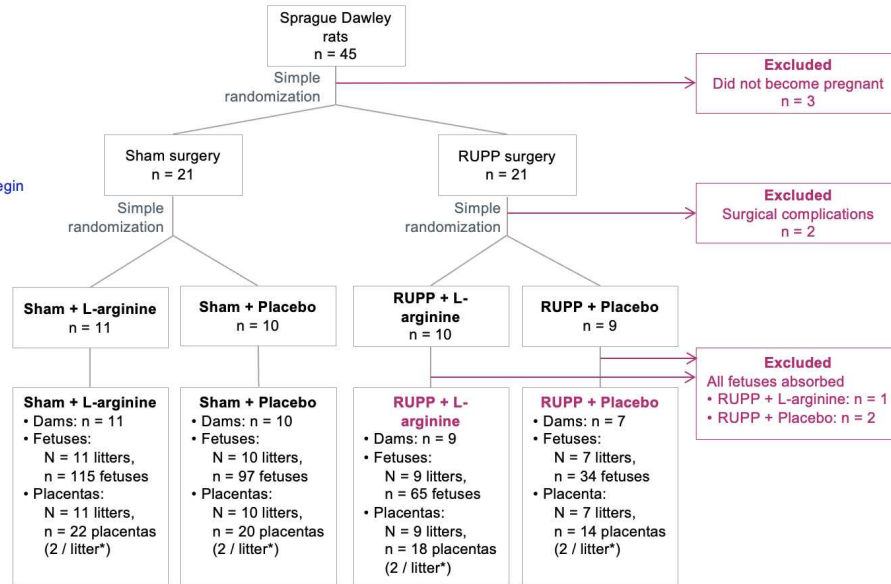 Sprague Dawley
rats
n = 45
Simple
randomization
Excluded
Did not become pregnant
n = 3
Sham surgery
n = 21
RUPP surgery
n = 21
egin
Simple
randomization
Simple
randomization
Excluded
Surgical complications
n = 2
Sham + L-arginine
n = 11
Sham + Placebo
n = 10
RUPP + L-
arginine
n = 10
RUPP + Placebo
n = 9
Excluded
All fetuses absorbed
• RUPP + L-arginine: n = 1
• RUPP + Placebo: n = 2
Sham + L-arginine
• Dams: n = 11
• Fetuses:
N = 11 litters,
n = 115 fetuses
• Placentas:
N = 11 litters,
n = 22 placentas
(2 / litter*)
Sham + Placebo
• Dams: n = 10
• Fetuses:
N = 10 litters,
n = 97 fetuses
• Placentas:
N = 10 litters,
n = 20 placentas
(2 / litter*)
RUPP + L-
arginine
• Dams: n = 9
• Fetuses:
N = 9 litters,
n = 65 fetuses
• Placentas:
N = 9 litters,
n = 18 placentas
(2 / litter*)
RUPP + Placebo
• Dams: n = 7
• Fetuses:
N = 7 litters,
n = 34 fetuses
• Placenta:
N = 7 litters,
n = 14 placentas
(2 / litter*)